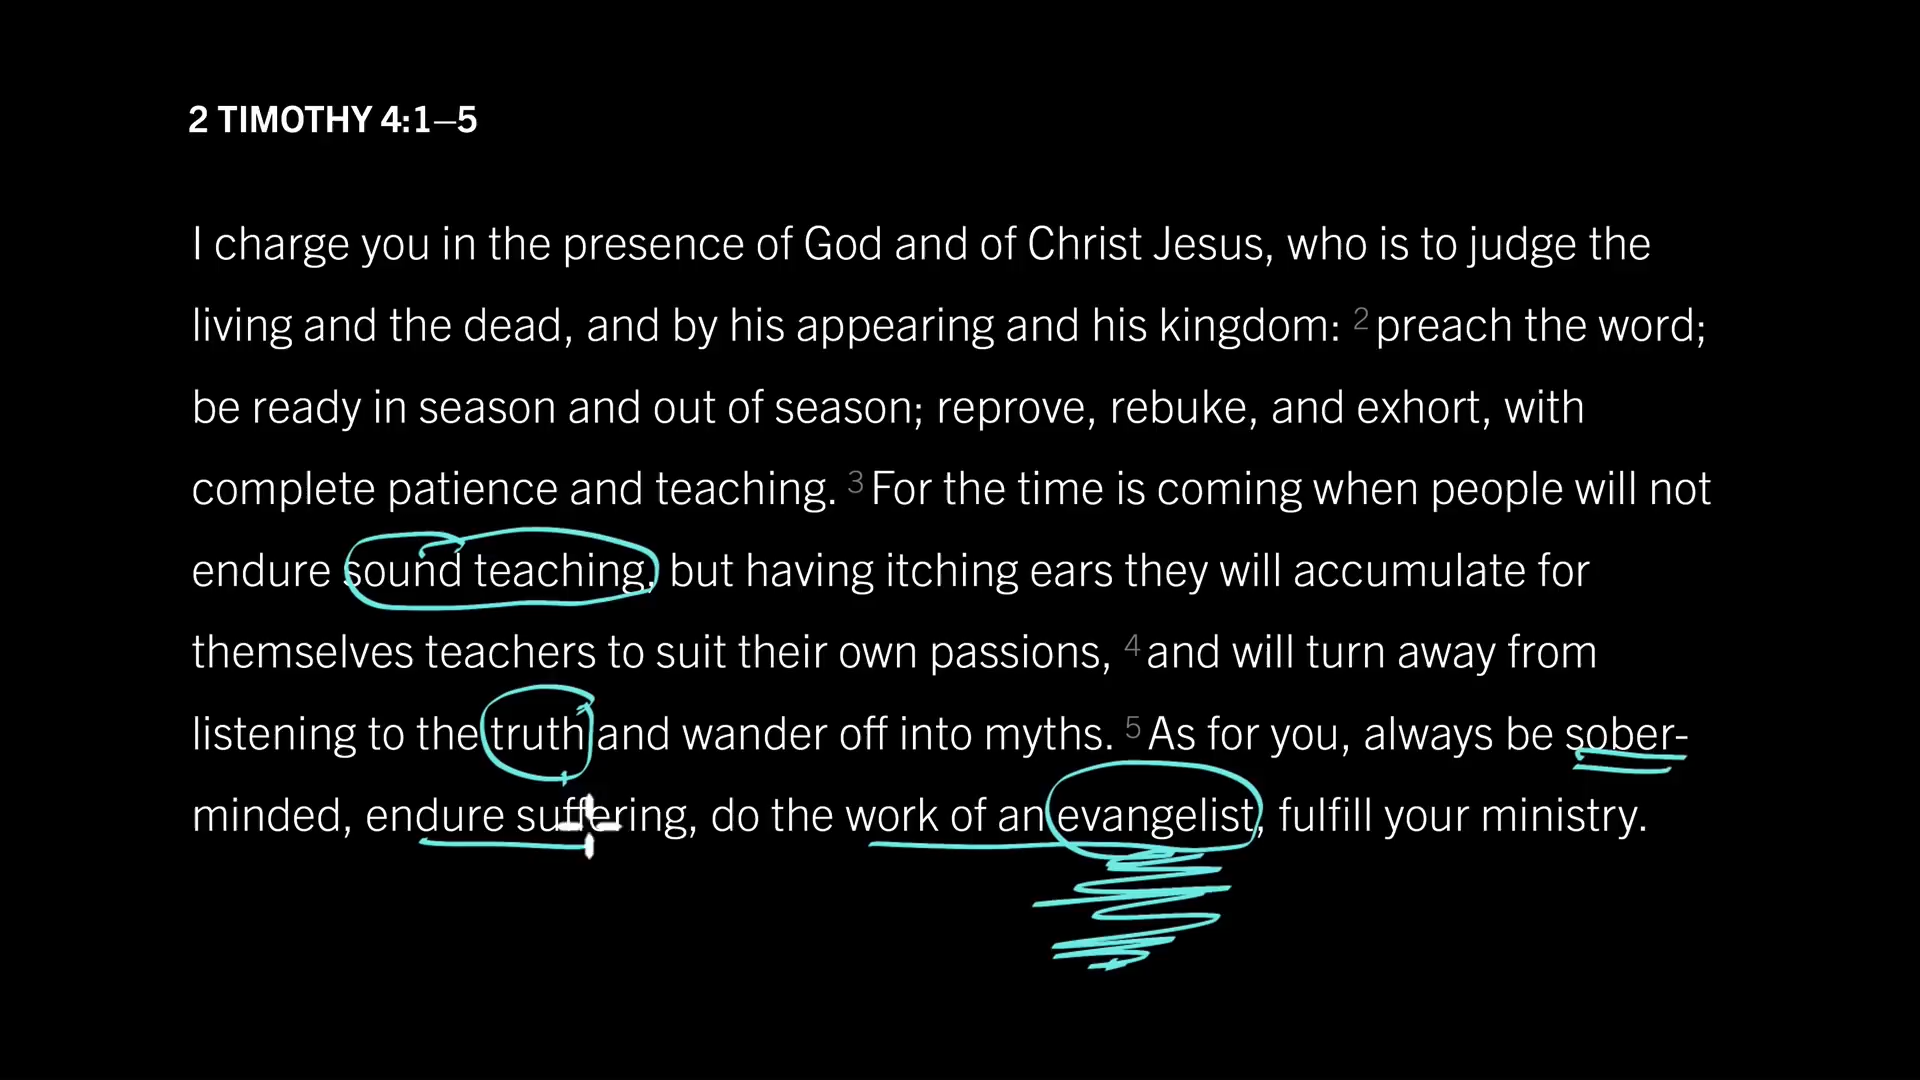 2 TIMOTHY 4:1–5
I charge you in the presence of God and of Christ Jesus, who is to judge the
living and the dead, and by his appearing and his kingdom: 2 preach the word;
be ready in season and out of season; reprove, rebuke, and exhort, with
complete patience and teaching. 3 For the time is coming when people will not
endure sound teaching, but having itching ears they will accumulate for
themselves teachers to suit their own passions, 4 and will turn away from
listening to the truth and wander off into myths. 5 As for you, always be sober-
minded, endure suffering, do the work of an evangelist, fulfill your ministry.